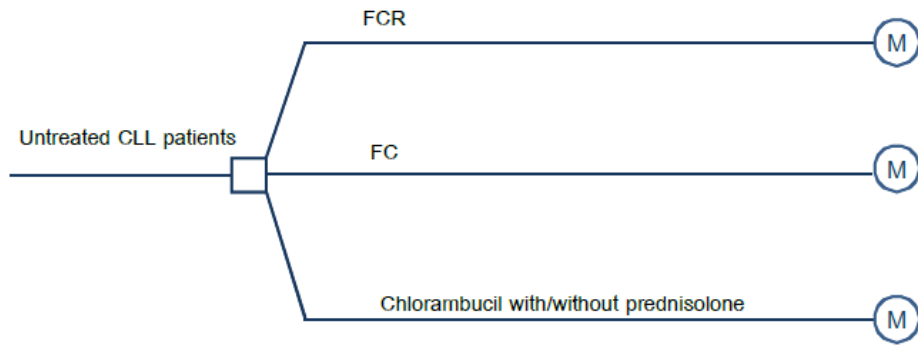 FCR
M
Untreated CLL patients
FC
M
Chlorambucil with/without prednisolone
M